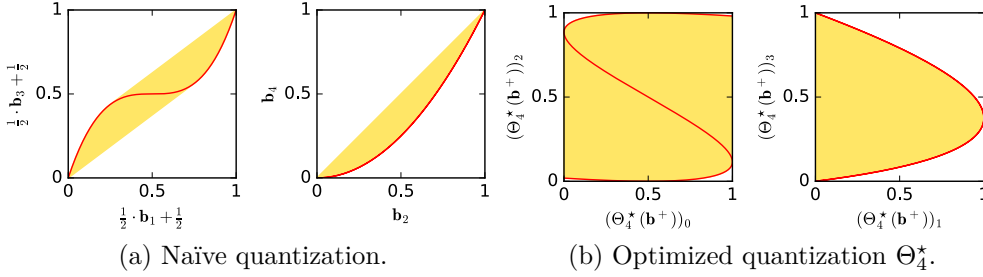 1
0.5
0
0 0.5 1
½ · b₃ + ½
½ · b₁ + ½
1
0.5
0
0 0.5 1
b₄
b₂
(a) Naïve quantization.
1
0.5
0
0 0.5 1
(Θ₄⋆(b⁺))₂
(Θ₄⋆(b⁺))₀
1
0.5
0
0 0.5 1
(Θ₄⋆(b⁺))₃
(Θ₄⋆(b⁺))₁
(b) Optimized quantization Θ₄⋆.